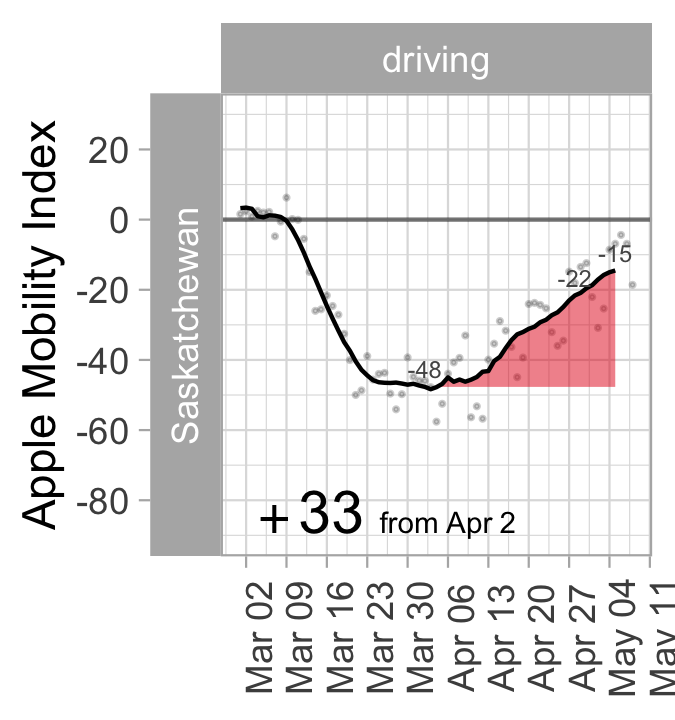 driving
Apple Mobility Index
Saskatchewan
20
0
-20
-40
-60
-80
-48
-22
-15
+33 from Apr 2
Mar 02
Mar 09
Mar 16
Mar 23
Mar 30
Apr 06
Apr 13
Apr 20
Apr 27
May 04
May 11